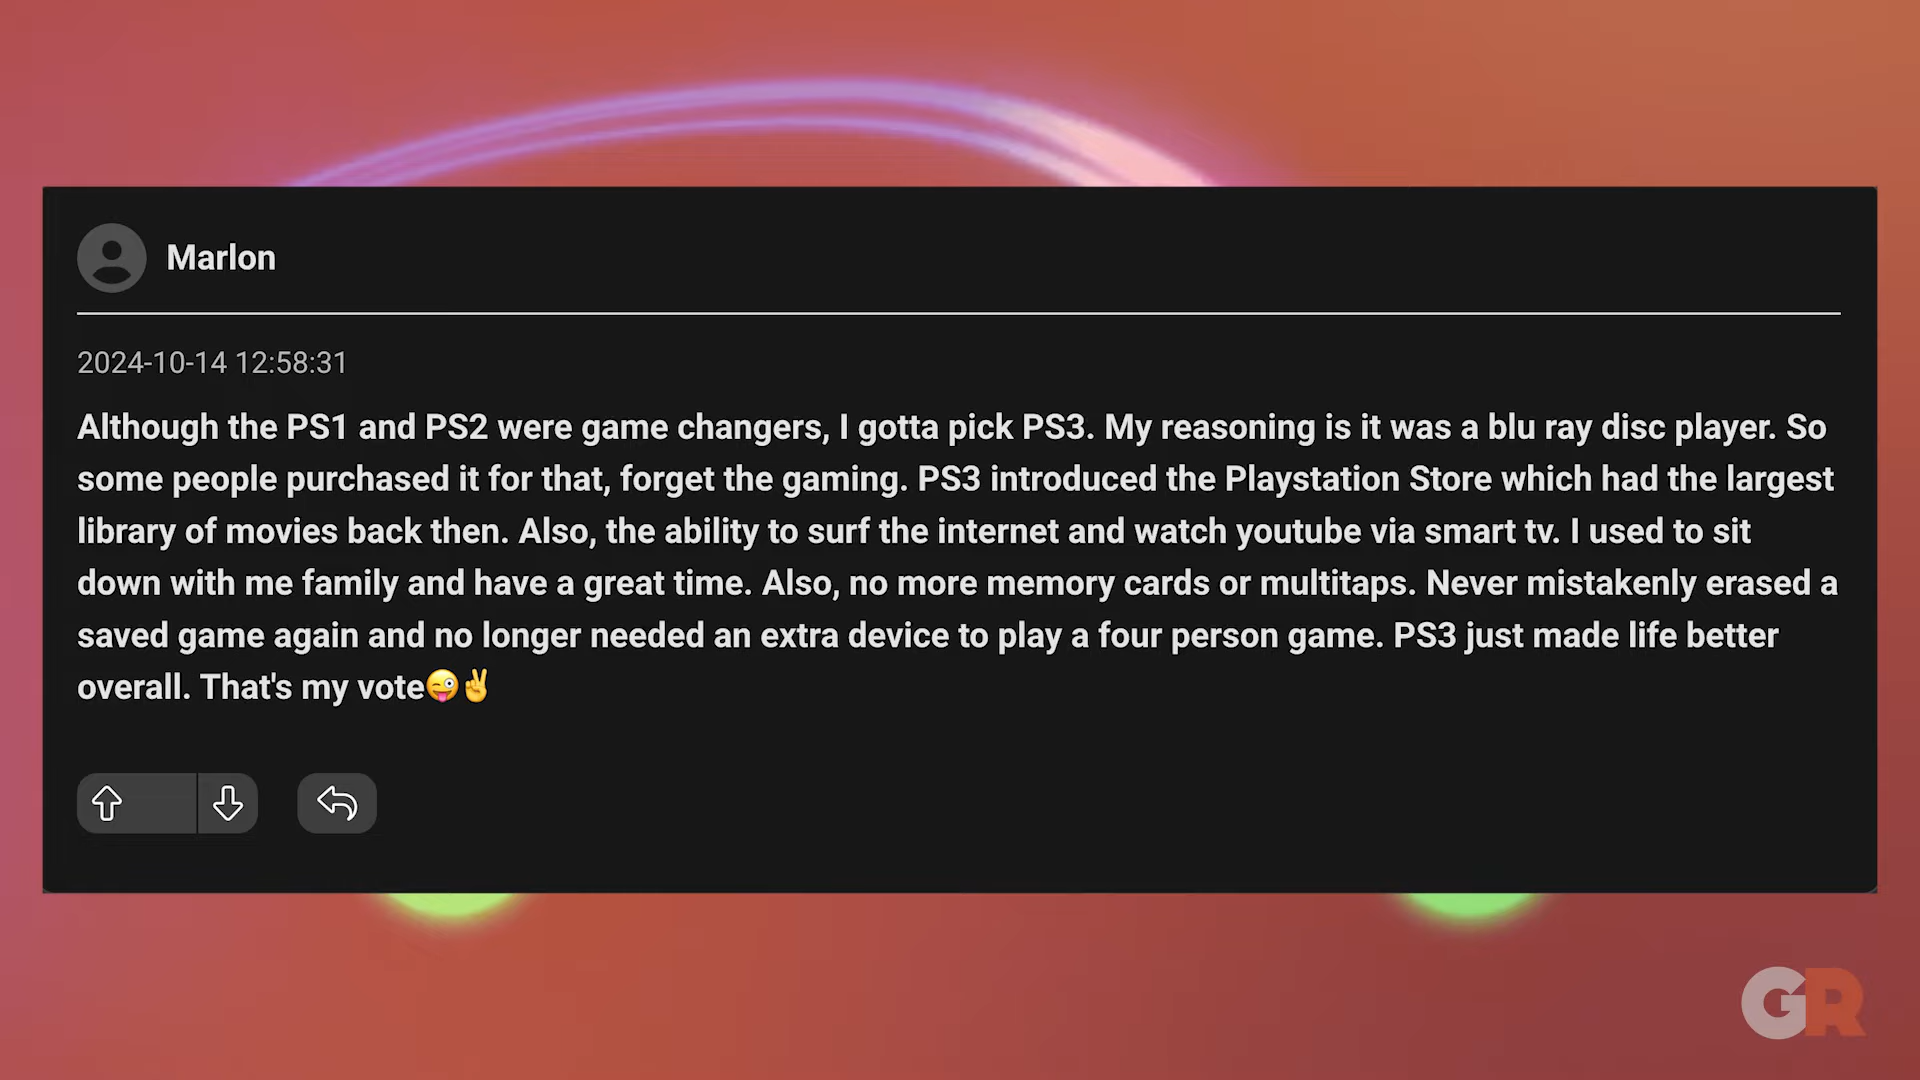 Marlon
2024-10-14 12:58:31
Although the PS1 and PS2 were game changers, I gotta pick PS3. My reasoning is it was a blu ray disc player. So
some people purchased it for that, forget the gaming. PS3 introduced the Playstation Store which had the largest
library of movies back then. Also, the ability to surf the internet and watch youtube via smart tv. I used to sit
down with me family and have a great time. Also, no more memory cards or multitaps. Never mistakenly erased a
saved game again and no longer needed an extra device to play a four person game. PS3 just made life better
overall. That's my vote😜✌️
GR